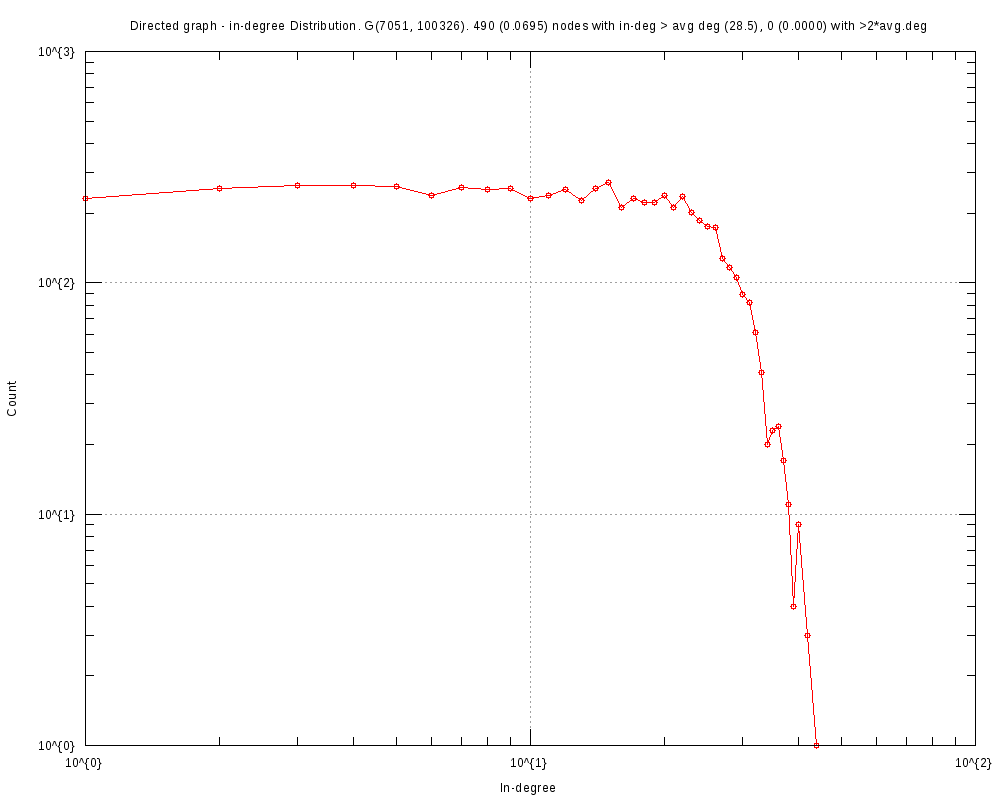 Directed graph - in-degree Distribution. G(7051, 100326). 490 (0.0695) nodes with in-deg > avg deg (28.5), 0 (0.0000) with >2*avg.deg
10^{3}
10^{2}
10^{1}
10^{0}
Count
10^{0}
10^{1}
10^{2}
In-degree